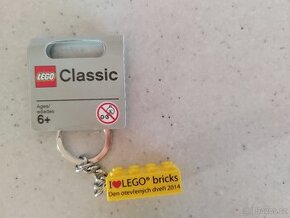 LEGO Classic
Ages/
edades
6+
I❤LEGO® bricks
Den otevřených dveří 2014